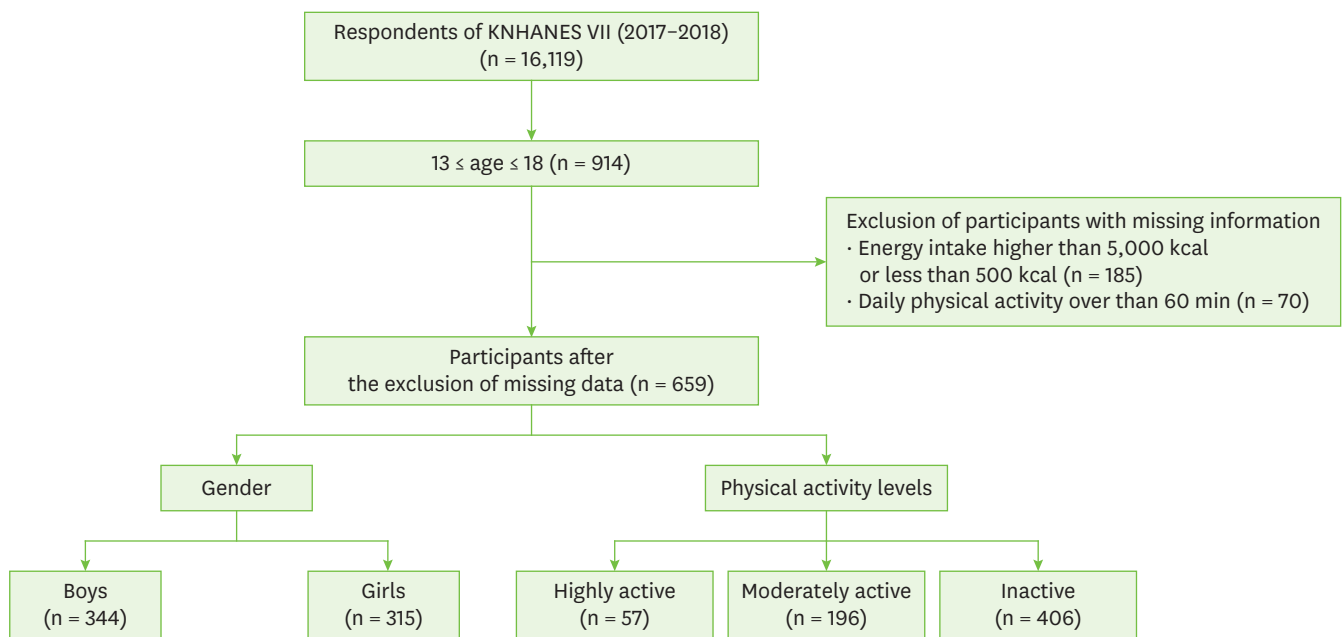 Respondents of KNHANES VII (2017–2018)
(n = 16,119)
13 ≤ age ≤ 18 (n = 914)
Exclusion of participants with missing information
· Energy intake higher than 5,000 kcal
or less than 500 kcal (n = 185)
· Daily physical activity over than 60 min (n = 70)
Participants after
the exclusion of missing data (n = 659)
Gender
Physical activity levels
Boys
(n = 344)
Girls
(n = 315)
Highly active
(n = 57)
Moderately active
(n = 196)
Inactive
(n = 406)